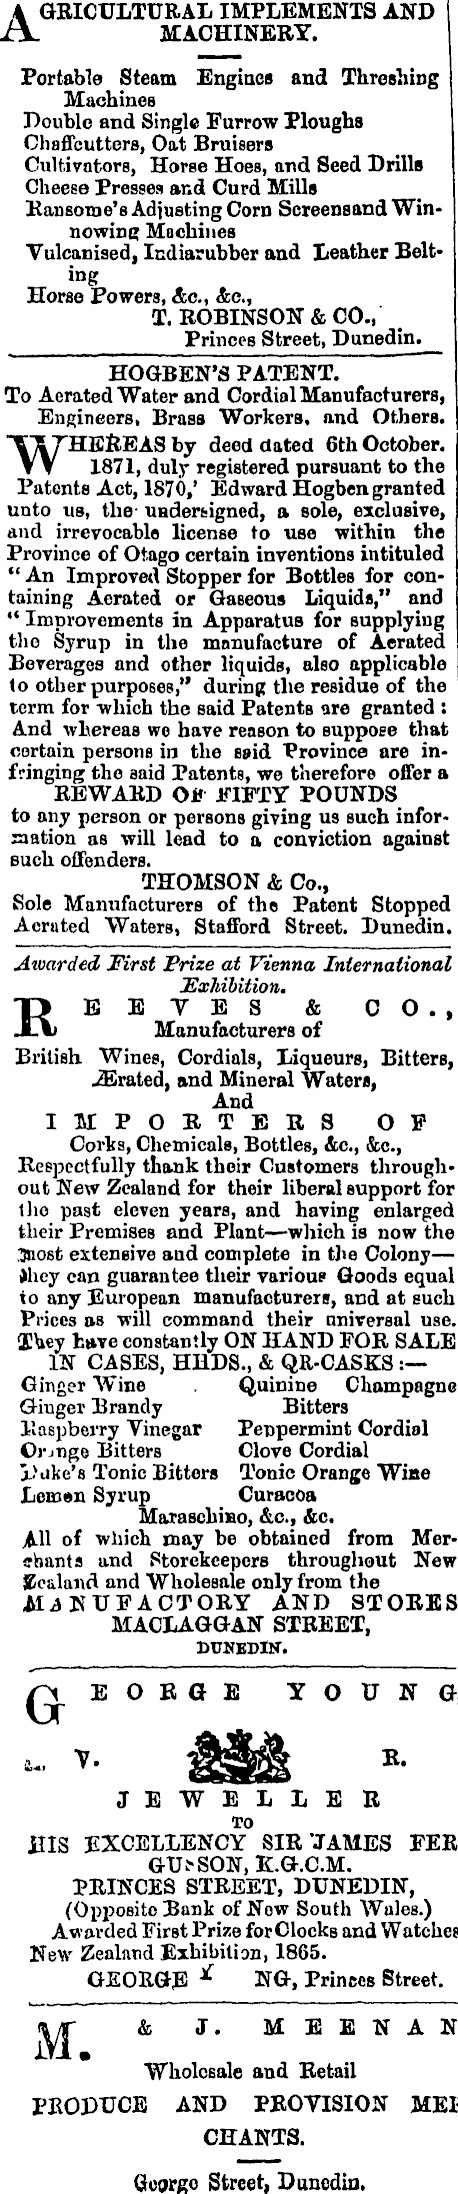 AGRICULTURAL IMPLEMENTS AND
MACHINERY.
Portable Steam Engines and Threshing
Machines
Double and Single Furrow Ploughs
Chaffcutters, Oat Bruisers
Cultivators, Horse Hoes, and Seed Drills
Cheese Presses and Curd Mills
Ransome's Adjusting Corn Screens and Win-
nowing Machines
Vulcanised, Indiarubber and Leather Belt-
ing
Horse Powers, &c., &c.,
T. ROBINSON & CO.,
Princes Street, Dunedin.
HOGBEN'S PATENT.
To Aerated Water and Cordial Manufacturers,
Engineers, Brass Workers, and Others.
WHEREAS by deed dated 6th October.
1871, duly registered pursuant to the
Patents Act, 1870,' Edward Hogben granted
unto us, the undersigned, a sole, exclusive,
and irrevocable license to use within the
Province of Otago certain inventions intituled
"An Improved Stopper for Bottles for con-
taining Aerated or Gaseous Liquids," and
"Improvements in Apparatus for supplying
the Syrup in the manufacture of Aerated
Beverages and other liquids, also applicable
to other purposes," during the residue of the
term for which the said Patents are granted:
And whereas we have reason to suppose that
certain persons in the said Province are in-
fringing the said Patents, we therefore offer a
REWARD OF FIFTY POUNDS
to any person or persons giving us such infor-
mation as will lead to a conviction against
such offenders.
THOMSON & Co.,
Sole Manufacturers of the Patent Stopped
Aerated Waters, Stafford Street. Dunedin.
Awarded First Prize at Vienna International
Exhibition.
REEVES & CO.,
Manufacturers of
British Wines, Cordials, Liqueurs, Bitters,
Ærated, and Mineral Waters,
And
IMPORTERS OF
Corks, Chemicals, Bottles, &c., &c.,
Respectfully thank their Customers through-
out New Zealand for their liberal support for
the past eleven years, and having enlarged
their Premises and Plant—which is now the
most extensive and complete in the Colony—
they can guarantee their various Goods equal
to any European manufacturers, and at such
Prices as will command their universal use.
They have constantly ON HAND FOR SALE
IN CASES, HHDS., & QR-CASKS:—
Ginger Wine Quinine Champagne
Ginger Brandy Bitters
Raspberry Vinegar Peppermint Cordial
Orange Bitters Clove Cordial
Duke's Tonic Bitters Tonic Orange Wine
Lemon Syrup Curacoa
Maraschino, &c., &c.
All of which may be obtained from Mer-
chants and Storekeepers throughout New
Zealand and Wholesale only from the
MANUFACTORY AND STORES
MACLAGGAN STREET,
DUNEDIN.
GEORGE YOUNG
V. R.
JEWELLER
TO
HIS EXCELLENCY SIR JAMES FER
GUSSON, K.G.C.M.
PRINCES STREET, DUNEDIN,
(Opposite Bank of New South Wales.)
Awarded First Prize for Clocks and Watches
New Zealand Exhibition, 1865.
GEORGE Y NG, Princes Street.
M. & J. MEENAN
Wholesale and Retail
PRODUCE AND PROVISION MER
CHANTS.
George Street, Dunedin.